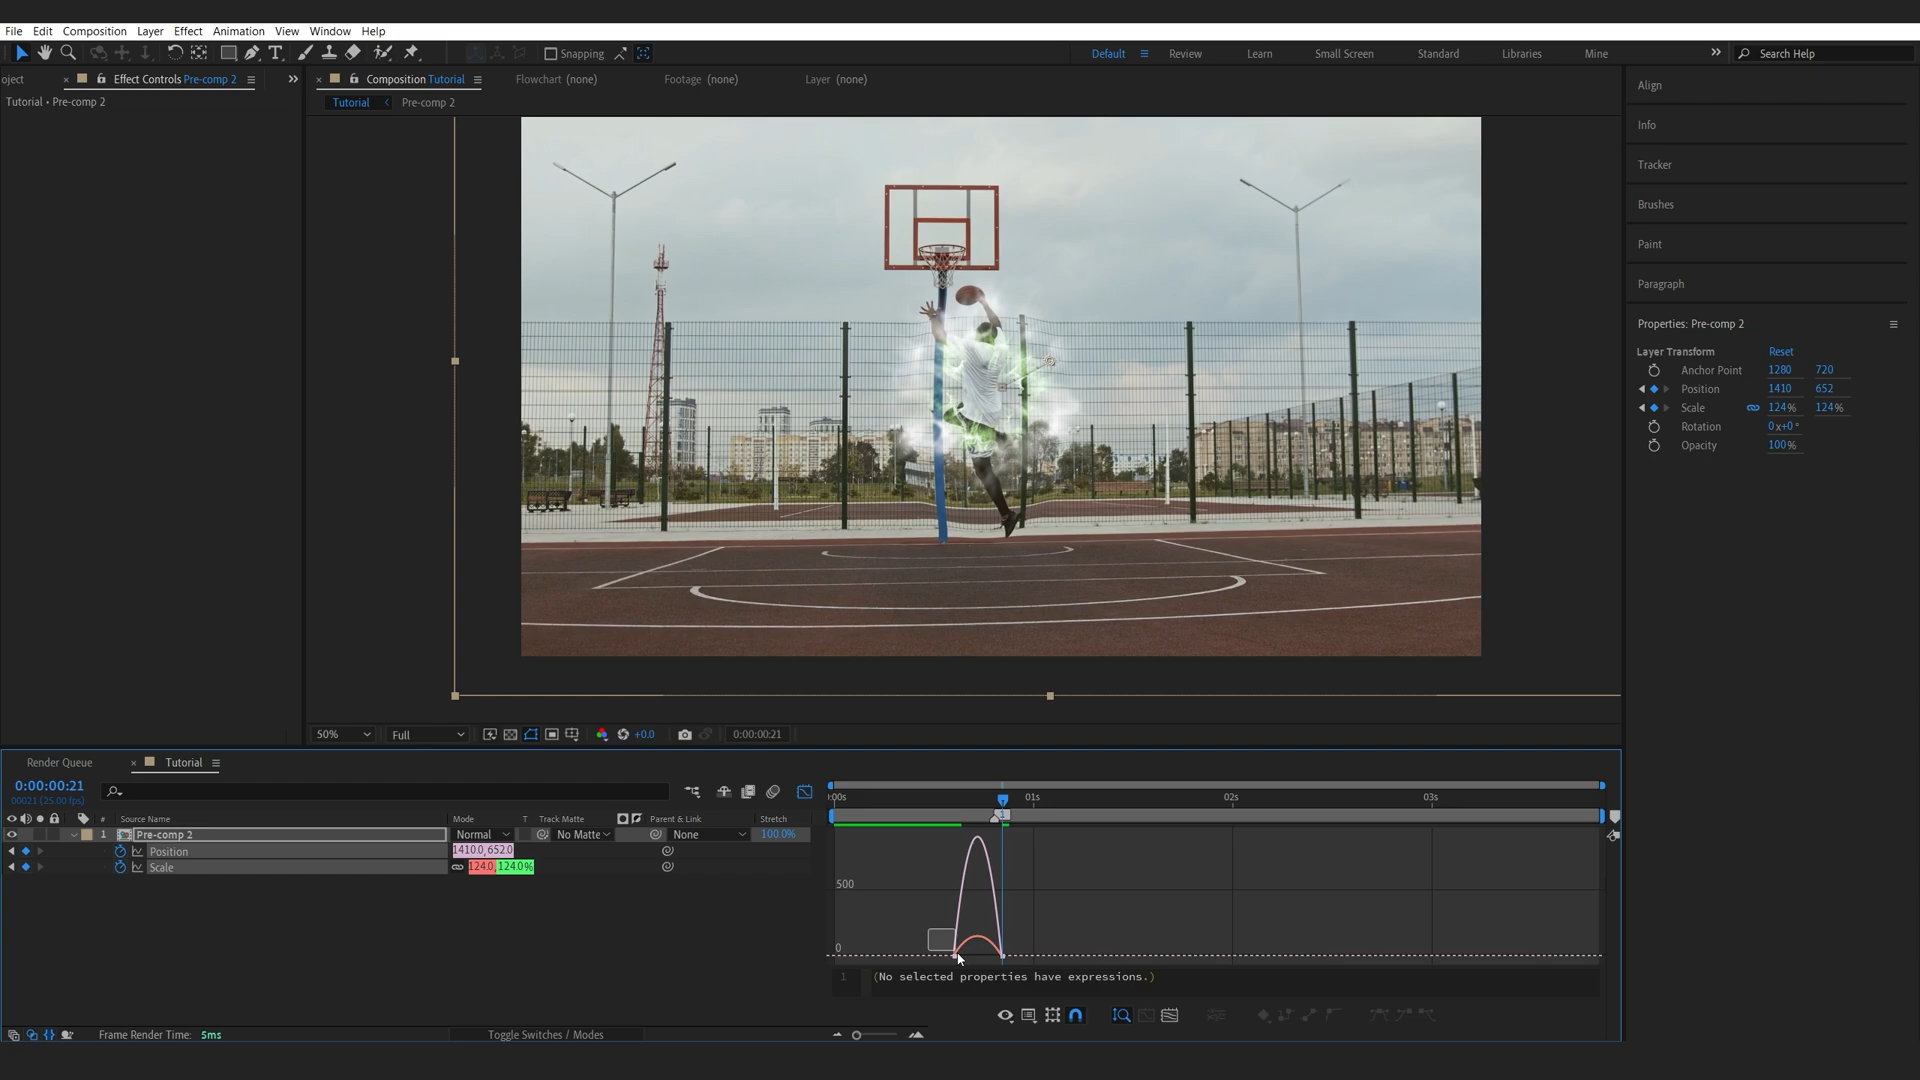 File Edit Composition Layer Effect Animation View Window Help
Snapping
Default Review Learn Small Screen Standard Libraries Mine Search Help
oject Effect Controls Pre-comp 2 Composition Tutorial Flowchart (none) Footage (none) Layer (none)
Tutorial • Pre-comp 2
Tutorial Pre-comp 2
Align
Info
Tracker
Brushes
Paint
Paragraph
Properties: Pre-comp 2
Layer Transform Reset
Anchor Point 1280 720
Position 1410 652
Scale 124% 124%
Rotation 0x+0°
Opacity 100%
50% Full +0.0 0:00:00:21
Render Queue Tutorial
0:00:00:21
00021 (25.00 fps)
:00s 01s 02s 03s
# Source Name Mode T Track Matte Parent & Link Stretch
1 Pre-comp 2 Normal No Matte None 100.0%
1
Position 1410.0,652.0
Scale 124.0,124.0%
500
0
1 (No selected properties have expressions.)
Frame Render Time: 5ms Toggle Switches / Modes